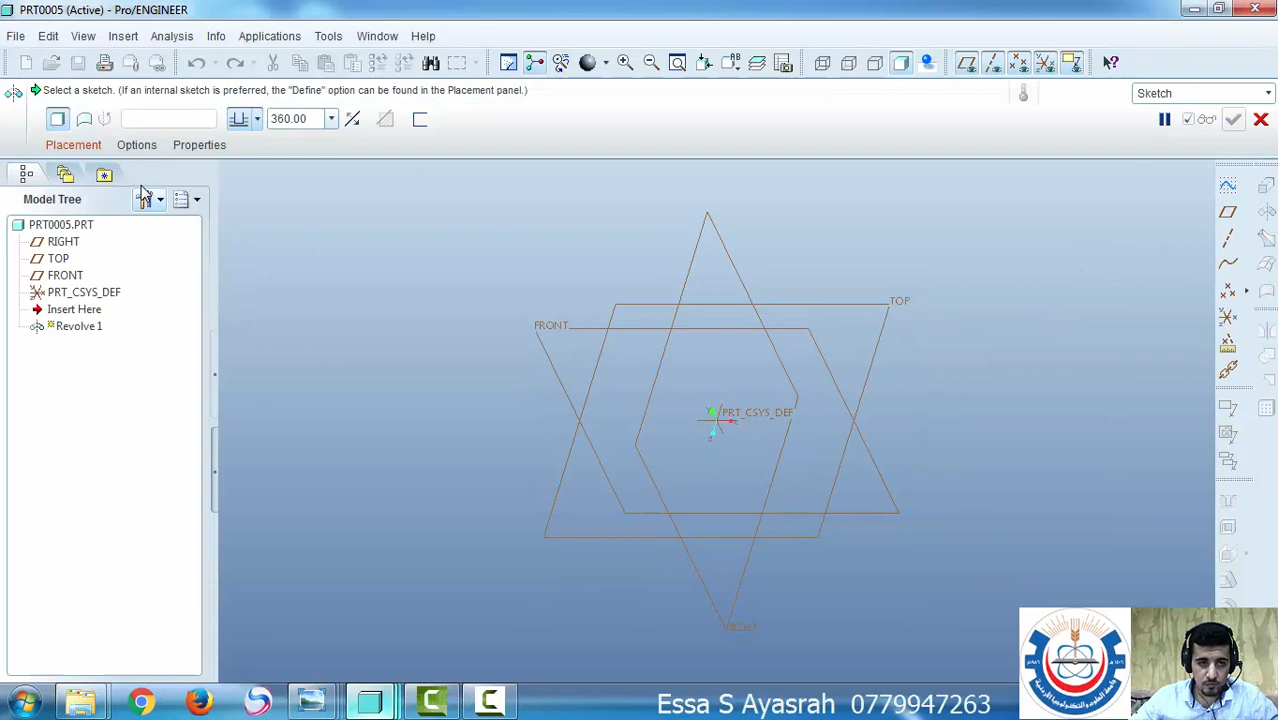 PRT0005 (Active) - Pro/ENGINEER
File Edit View Insert Analysis Info Applications Tools Window Help
Select a sketch. (If an internal sketch is preferred, the "Define" option can be found in the Placement panel.)
Sketch
360.00
Placement Options Properties
Model Tree
PRT0005.PRT
RIGHT
TOP
FRONT
PRT_CSYS_DEF
Insert Here
Revolve 1
TOP
FRONT
PRT_CSYS_DEF
Y
X
Z
RIGHT
Essa S Ayasrah 0779947263